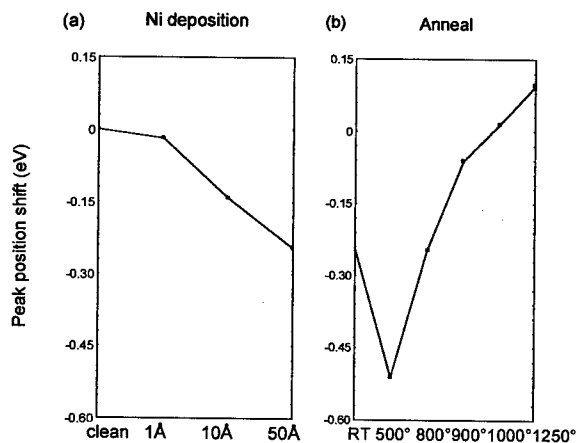 (a) Ni deposition
(b) Anneal
Peak position shift (eV)
0.15
0
-0.15
-0.30
-0.45
-0.60
clean 1Å 10Å 50Å
0.15
0
-0.15
-0.30
-0.45
-0.60
RT 500° 800°900°1000°1250°